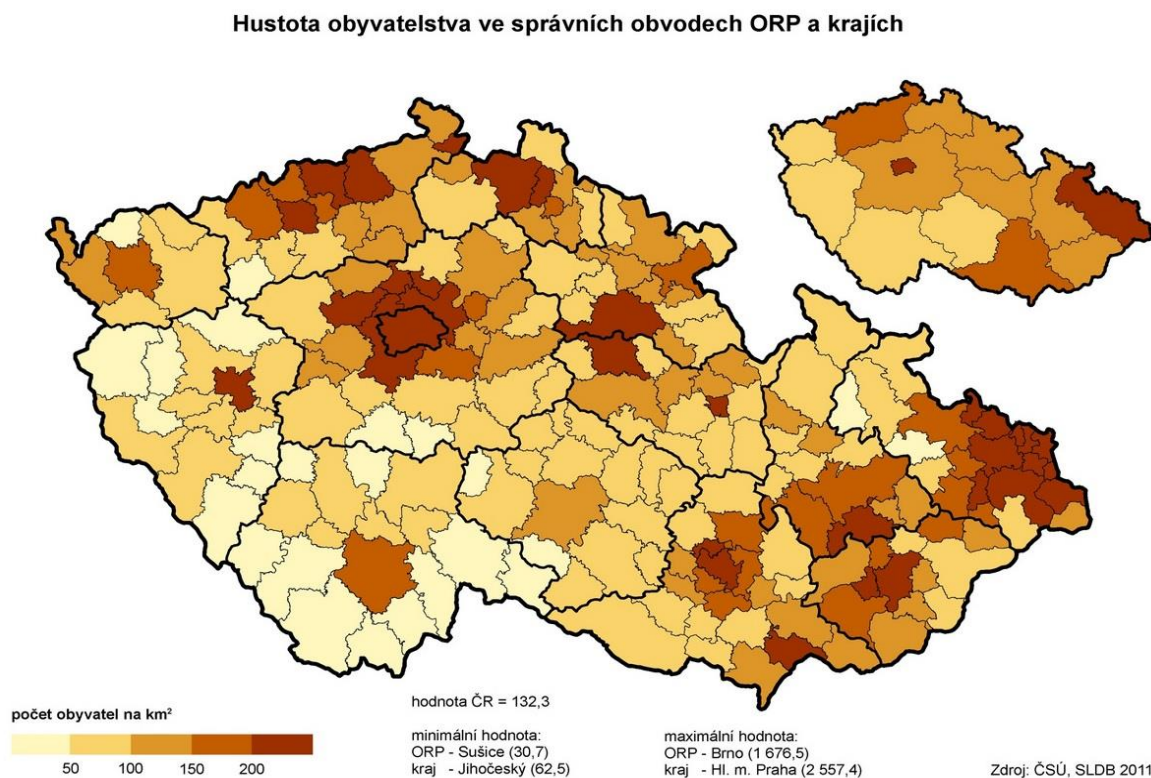 Hustota obyvatelstva ve správních obvodech ORP a krajích
hodnota ČR = 132,3
počet obyvatel na km²
50 100 150 200
minimální hodnota:
ORP - Sušice (30,7)
kraj - Jihočeský (62,5)
maximální hodnota:
ORP - Brno (1 676,5)
kraj - Hl. m. Praha (2 557,4)
Zdroj: ČSÚ, SLDB 2011